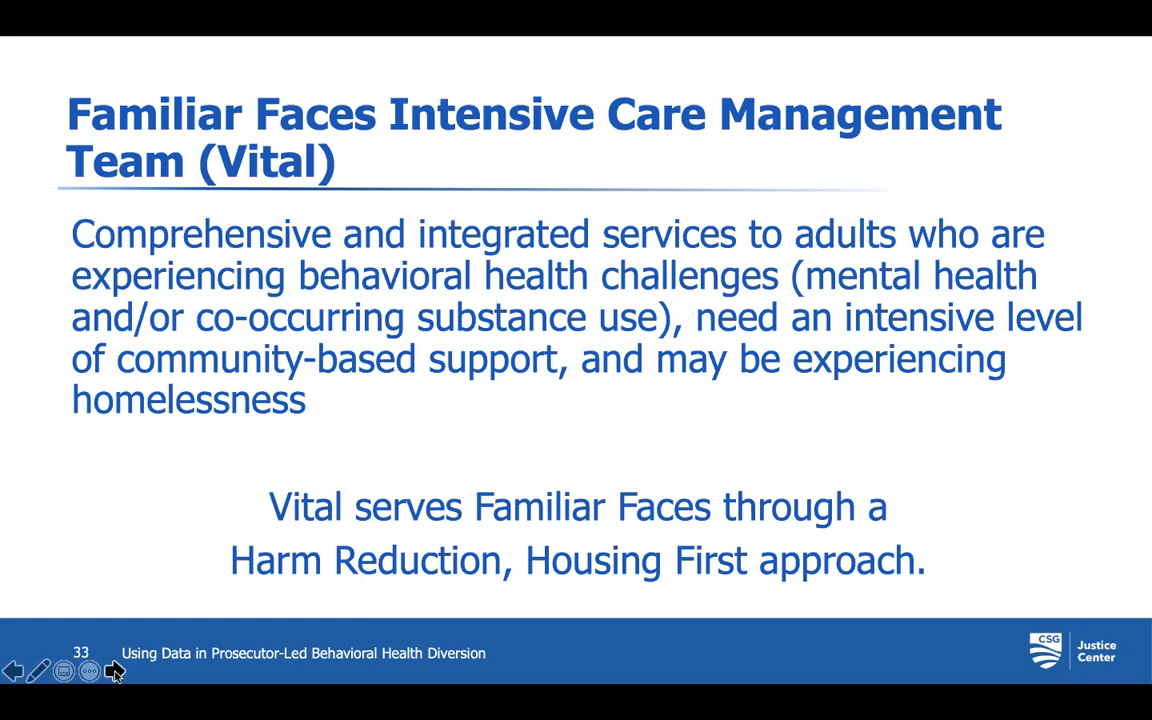 Familiar Faces Intensive Care Management
Team (Vital)
Comprehensive and integrated services to adults who are
experiencing behavioral health challenges (mental health
and/or co-occurring substance use), need an intensive level
of community-based support, and may be experiencing
homelessness
Vital serves Familiar Faces through a
Harm Reduction, Housing First approach.
33 Using Data in Prosecutor-Led Behavioral Health Diversion
CSG
Justice
Center